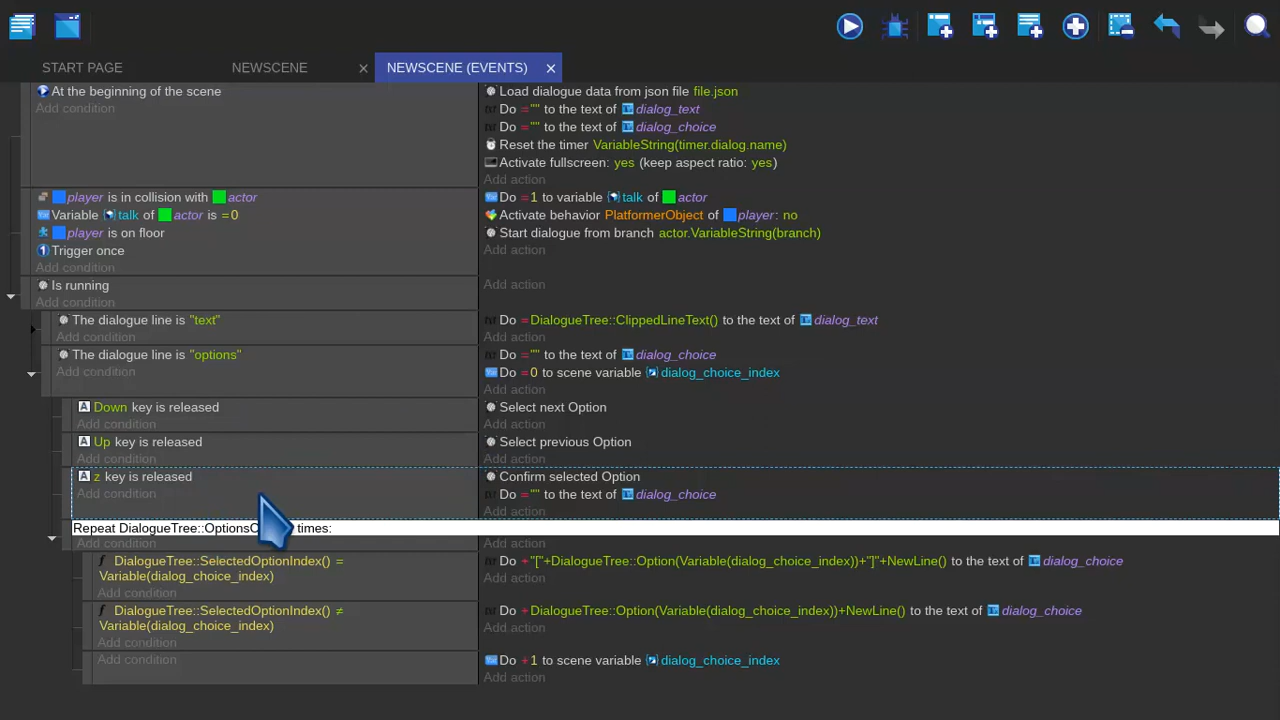 START PAGE
NEWSCENE
NEWSCENE (EVENTS)
At the beginning of the scene
Add condition
Load dialogue data from json file file.json
Do ="" to the text of dialog_text
Do ="" to the text of dialog_choice
Reset the timer VariableString(timer.dialog.name)
Activate fullscreen: yes (keep aspect ratio: yes)
Add action
player is in collision with actor
Variable talk of actor is =0
player is on floor
Trigger once
Add condition
Do =1 to variable talk of actor
Activate behavior PlatformerObject of player: no
Start dialogue from branch actor.VariableString(branch)
Add action
Is running
Add condition
Add action
The dialogue line is "text"
Add condition
Do =DialogueTree::ClippedLineText() to the text of dialog_text
Add action
The dialogue line is "options"
Add condition
Do ="" to the text of dialog_choice
Do =0 to scene variable dialog_choice_index
Add action
Down key is released
Add condition
Select next Option
Add action
Up key is released
Add condition
Select previous Option
Add action
z key is released
Add condition
Confirm selected Option
Do ="" to the text of dialog_choice
Add action
Repeat times:
Add condition
Add action
DialogueTree::SelectedOptionIndex() =
Variable(dialog_choice_index)
Add condition
Do +"["+DialogueTree::Option(Variable(dialog_choice_index))+"]"+NewLine() to the text of dialog_choice
Add action
DialogueTree::SelectedOptionIndex() ≠
Variable(dialog_choice_index)
Add condition
Do +DialogueTree::Option(Variable(dialog_choice_index))+NewLine() to the text of dialog_choice
Add action
Add condition
Do +1 to scene variable dialog_choice_index
Add action